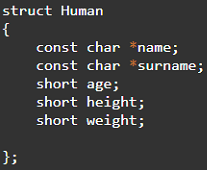 struct Human
{
    const char *name;
    const char *surname;
    short age;
    short height;
    short weight;

};